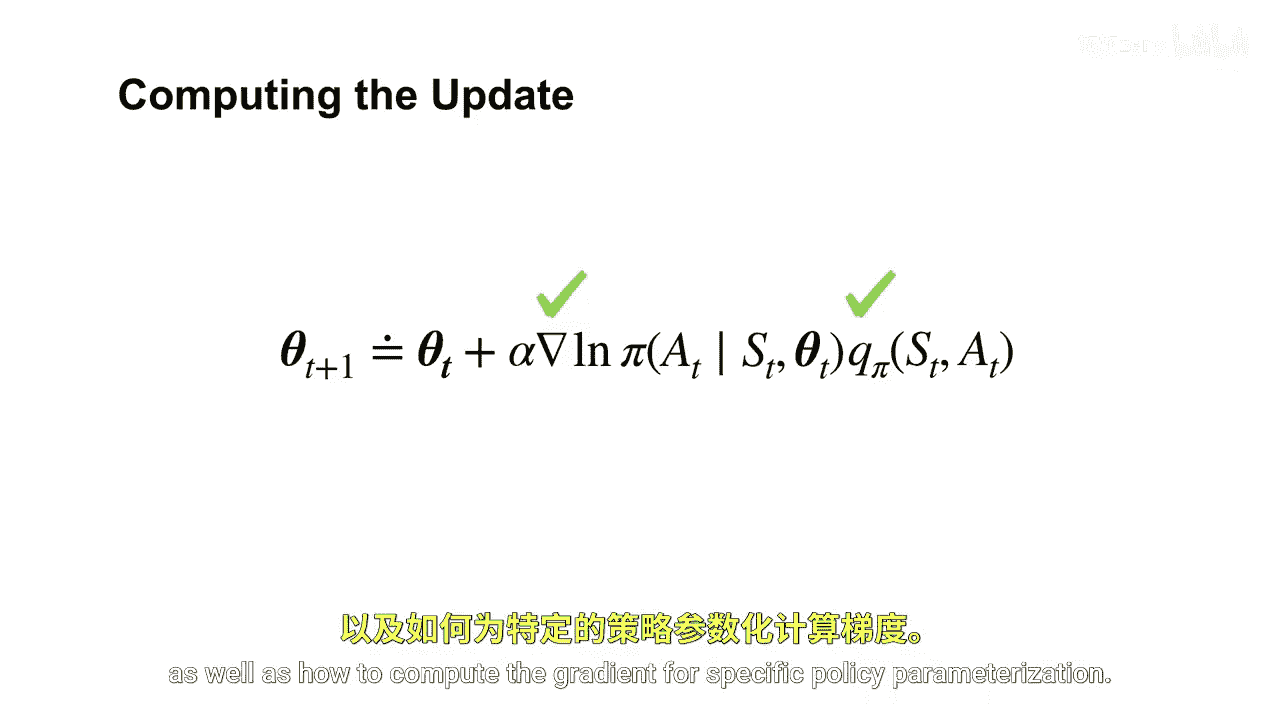 Computing the Update
θ_{t+1} ≐ θ_t + α∇ln π(A_t | S_t, θ_t)q_π(S_t, A_t)
以及如何为特定的策略参数化计算梯度。
as well as how to compute the gradient for specific policy parameterization.